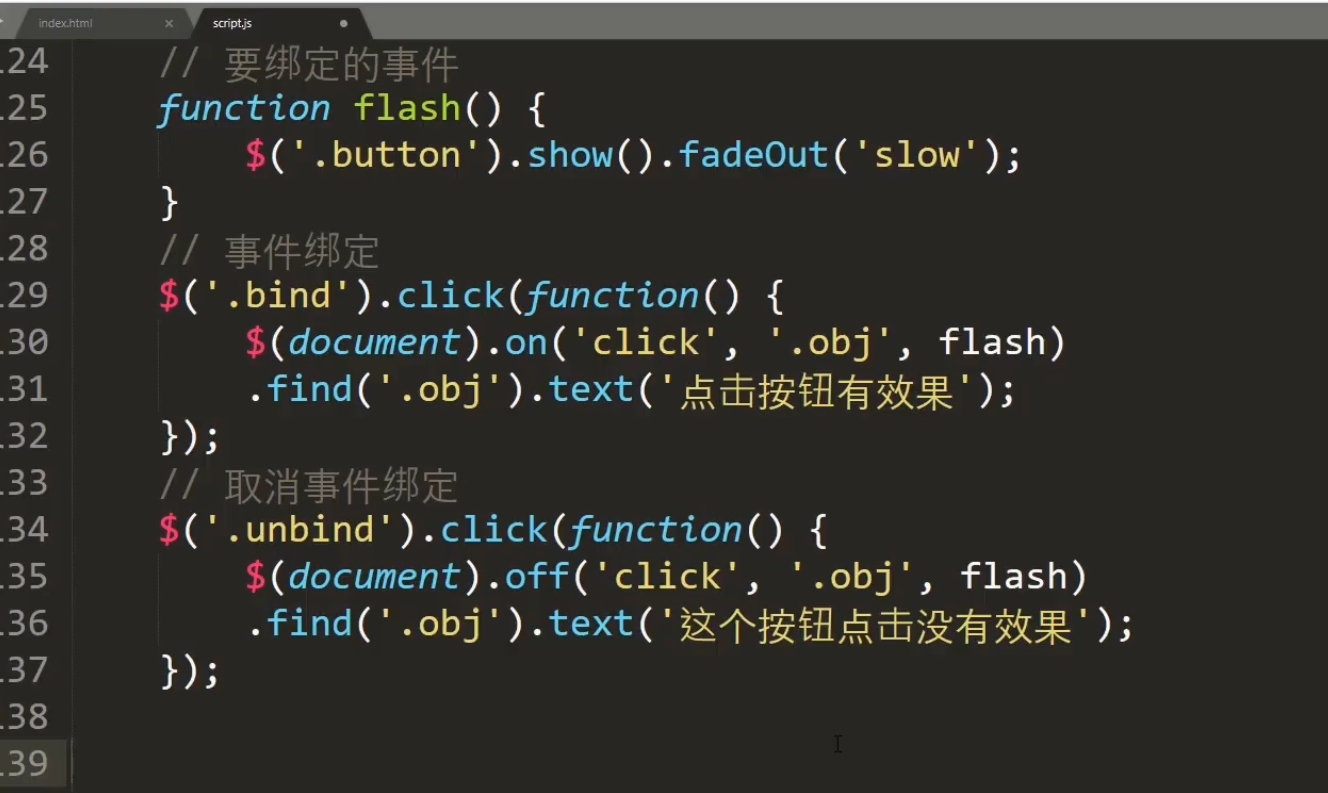 index.html × script.js
24 // 要绑定的事件
25 function flash() {
26 $('.button').show().fadeOut('slow');
27 }
28 // 事件绑定
29 $('.bind').click(function() {
30 $(document).on('click', '.obj', flash)
31 .find('.obj').text('点击按钮有效果');
32 });
33 // 取消事件绑定
34 $('.unbind').click(function() {
35 $(document).off('click', '.obj', flash)
36 .find('.obj').text('这个按钮点击没有效果');
37 });
38
39